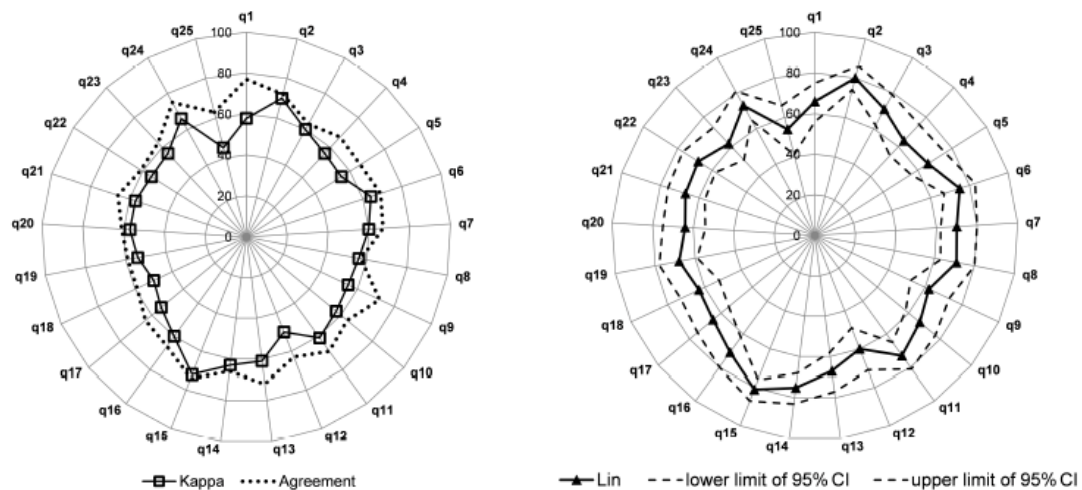 q1
q2
q3
q4
q5
q6
q7
q8
q9
q10
q11
q12
q13
q14
q15
q16
q17
q18
q19
q20
q21
q22
q23
q24
q25
100
80
60
40
20
0
Kappa Agreement
q1
q2
q3
q4
q5
q6
q7
q8
q9
q10
q11
q12
q13
q14
q15
q16
q17
q18
q19
q20
q21
q22
q23
q24
q25
100
80
60
40
20
0
Lin lower limit of 95% CI upper limit of 95% CI